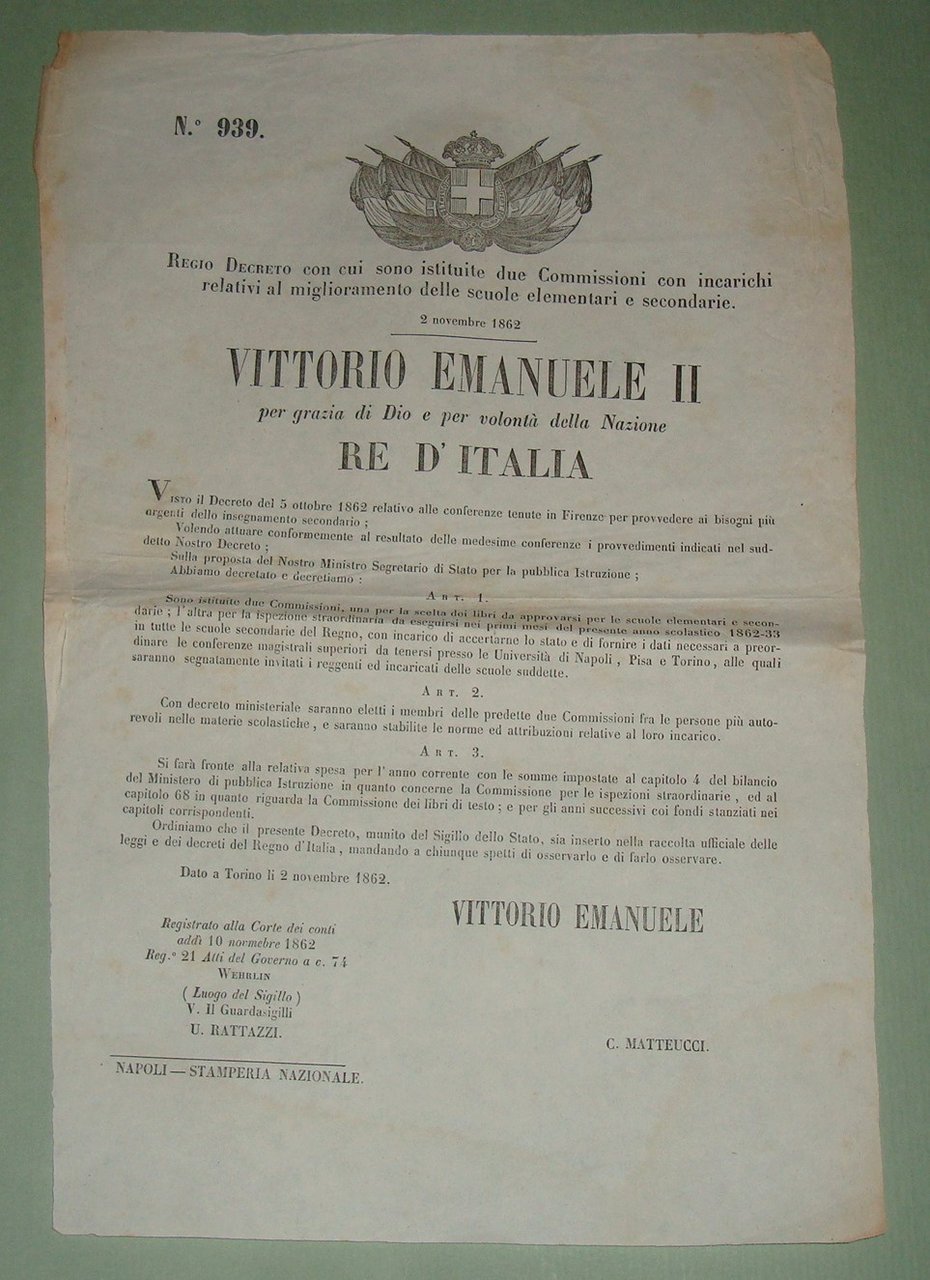 N.° 939.
REGIO DECRETO con cui sono istituite due Commissioni con incarichi
relativi al miglioramento delle scuole elementari e secondarie.
2 novembre 1862
VITTORIO EMANUELE II
per grazia di Dio e per volontà della Nazione
RE D' ITALIA
VISTO il Decreto del 5 ottobre 1862 relativo alle conferenze tenute in Firenze per provvedere ai bisogni più
urgenti dello insegnamento secondario ;
Volendo attuare conformemente al resultato delle medesime conferenze i provvedimenti indicati nel sud-
detto Nostro Decreto ;
Sulla proposta del Nostro Ministro Segretario di Stato per la pubblica Istruzione ;
Abbiamo decretato e decretiamo :
ART. 1.
Sono istituite due Commissioni, una per la scelta dei libri da approvarsi per le scuole elementari e secon-
darie ; l'altra per la ispezione straordinaria da eseguirsi nei primi mesi del presente anno scolastico 1862-33
in tutte le scuole secondarie del Regno, con incarico di accertarne lo stato e di fornire i dati necessari a preor-
dinare le conferenze magistrali superiori da tenersi presso le Università di Napoli , Pisa e Torino, alle quali
saranno segnatamente invitati i reggenti ed incaricati delle scuole suddette.
ART. 2.
Con decreto ministeriale saranno eletti i membri delle predette due Commissioni fra le persone più auto-
revoli nelle materie scolastiche , e saranno stabilite le norme ed attribuzioni relative al loro incarico.
ART. 3.
Si farà fronte alla relativa spesa per l' anno corrente con le somme impostate al capitolo 4 del bilancio
del Ministero di pubblica Istruzione in quanto concerne la Commissione per le ispezioni straordinarie , ed al
capitolo 68 in quanto riguarda la Commissione dei libri di testo ; e per gli anni successivi coi fondi stanziati nei
capitoli corrispondenti.
Ordiniamo che il presente Decreto, munito del Sigillo dello Stato, sia inserto nella raccolta ufficiale delle
leggi e dei decreti del Regno d'Italia , mandando a chiunque spetti di osservarlo e di farlo osservare.
Dato a Torino li 2 novembre 1862.
VITTORIO EMANUELE
Registrato alla Corte dei conti
addì 10 novmebre 1862
Reg.° 21 Atti del Governo a c. 74
WEHRLIN
( Luogo del Sigillo )
V. Il Guardasigilli
U. RATTAZZI.
C. MATTEUCCI.
NAPOLI — STAMPERIA NAZIONALE.